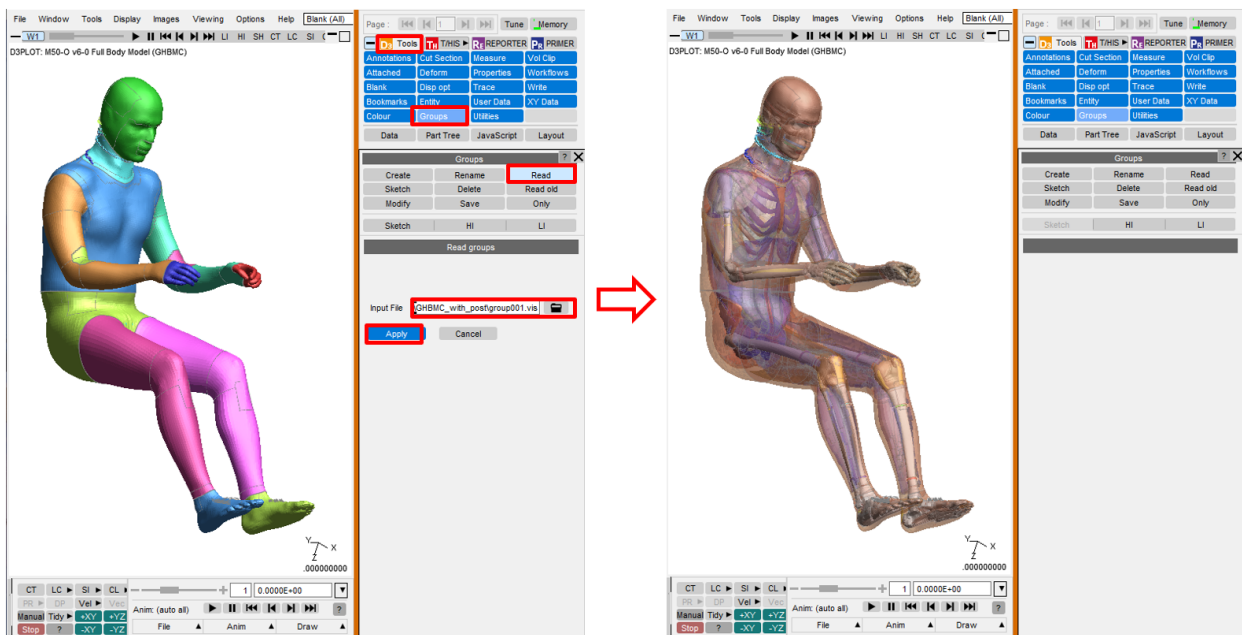 File Window Tools Display Images Viewing Options Help Blank (All)
W1 LI HI SH CT LC SI
D3PLOT: M50-O v6-0 Full Body Model (GHBMC)
Page : 1 Tune Memory
D3 Tools TH T/HIS RE REPORTER PR PRIMER
Annotations Cut Section Measure Vol Clip
Attached Deform Properties Workflows
Blank Disp opt Trace Write
Bookmarks Entity User Data XY Data
Colour Groups Utilities
Data Part Tree JavaScript Layout
Groups ? X
Create Rename Read
Sketch Delete Read old
Modify Save Only
Sketch HI LI
Read groups
Input File GHBMC_with_post\group001.vis
Apply Cancel
Y X
Z
.000000000
CT LC SI CL 1 0.0000E+00
PR DP Vel Vec
Anim: (auto all) ?
Manual Tidy +XY +YZ
Stop ? -XY -YZ File Anim Draw
File Window Tools Display Images Viewing Options Help Blank (All)
W1 LI HI SH CT LC SI
D3PLOT: M50-O v6-0 Full Body Model (GHBMC)
Page : 1 Tune Memory
D3 Tools TH T/HIS RE REPORTER PR PRIMER
Annotations Cut Section Measure Vol Clip
Attached Deform Properties Workflows
Blank Disp opt Trace Write
Bookmarks Entity User Data XY Data
Colour Groups Utilities
Data Part Tree JavaScript Layout
Groups ? X
Create Rename Read
Sketch Delete Read old
Modify Save Only
Sketch HI LI
Y X
Z
.000000000
CT LC SI CL 1 0.0000E+00
PR DP Vel Vec
Anim: (auto all) ?
Manual Tidy +XY +YZ
Stop ? -XY -YZ File Anim Draw